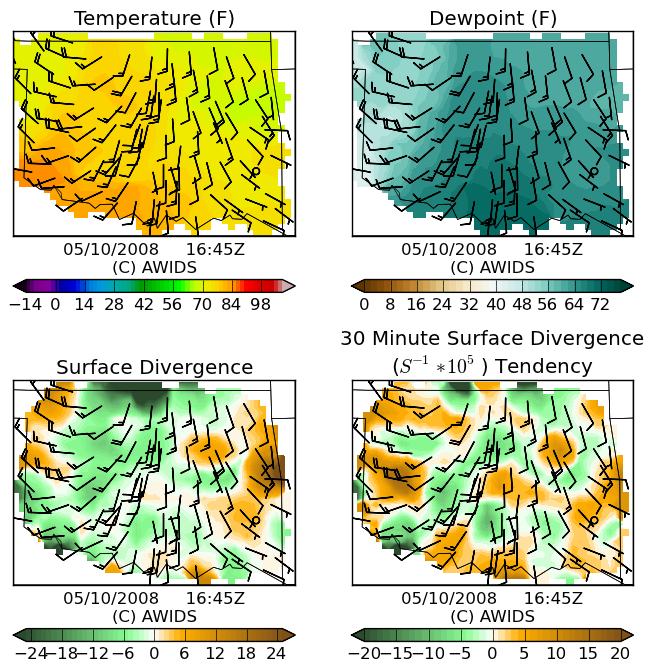 Temperature (F)
Dewpoint (F)
05/10/2008 16:45Z
(C) AWIDS
05/10/2008 16:45Z
(C) AWIDS
−14 0 14 28 42 56 70 84 98
0 8 16 24 32 40 48 56 64 72
Surface Divergence
30 Minute Surface Divergence
(S⁻¹ *10⁵ ) Tendency
05/10/2008 16:45Z
(C) AWIDS
05/10/2008 16:45Z
(C) AWIDS
−24 −18 −12 −6 0 6 12 18 24
−20 −15 −10 −5 0 5 10 15 20